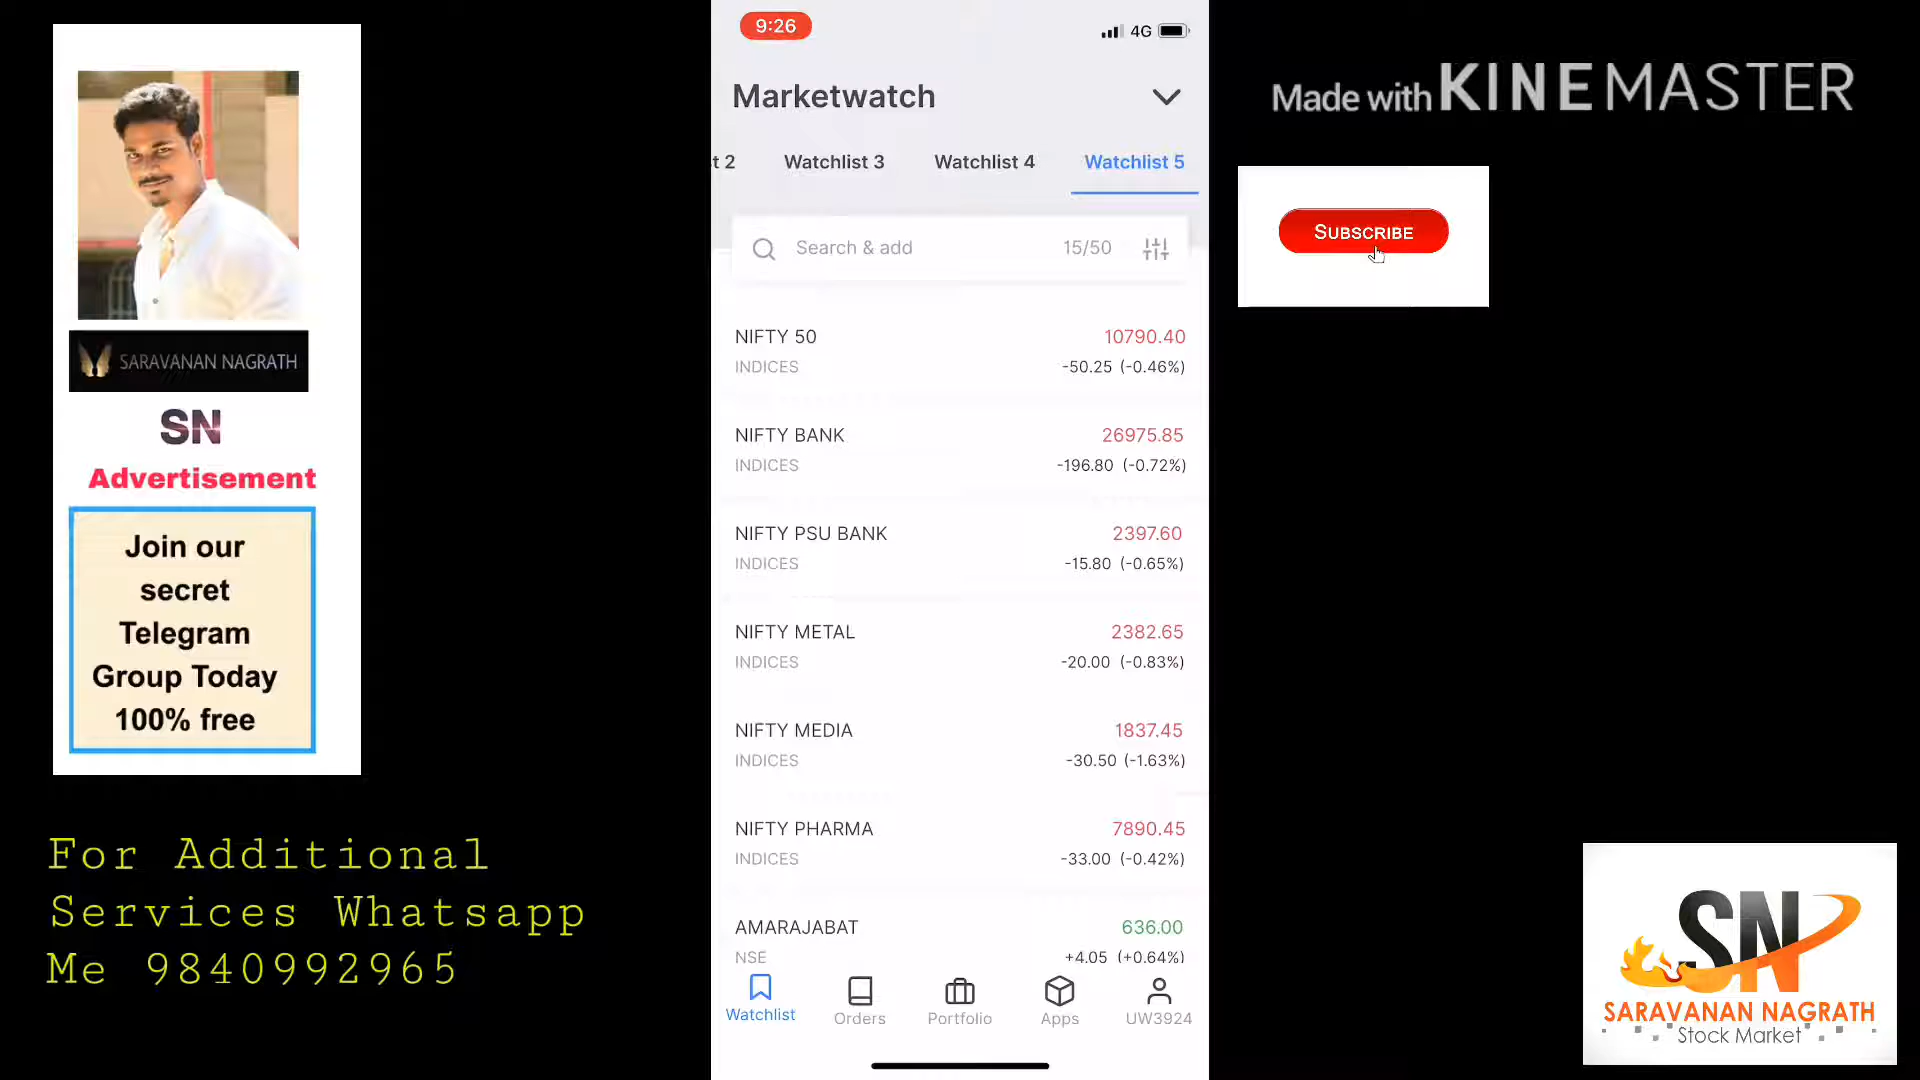 SARAVANAN NAGRATH
SN
Advertisement
Join our
secret
Telegram
Group Today
100% free
For Additional
Services Whatsapp
Me 9840992965
9:26
4G
Marketwatch
t 2 Watchlist 3 Watchlist 4 Watchlist 5
Search & add 15/50
NIFTY 50 10790.40
INDICES -50.25 (-0.46%)
NIFTY BANK 26975.85
INDICES -196.80 (-0.72%)
NIFTY PSU BANK 2397.60
INDICES -15.80 (-0.65%)
NIFTY METAL 2382.65
INDICES -20.00 (-0.83%)
NIFTY MEDIA 1837.45
INDICES -30.50 (-1.63%)
NIFTY PHARMA 7890.45
INDICES -33.00 (-0.42%)
AMARAJABAT 636.00
NSE +4.05 (+0.64%)
Watchlist Orders Portfolio Apps UW3924
Made with KINEMASTER
SUBSCRIBE
SN
SARAVANAN NAGRATH
Stock Market